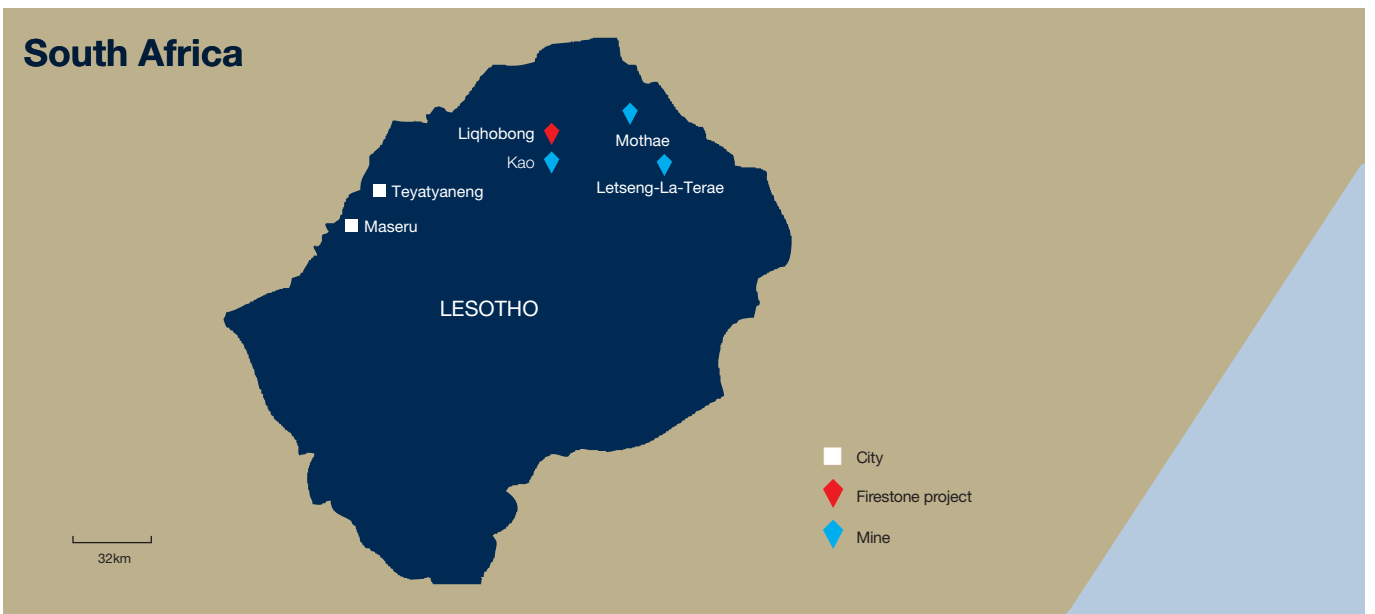 South Africa
Liqhobong
Mothae
Kao
Letseng-La-Terae
Teyatyaneng
Maseru
LESOTHO
City
Firestone project
Mine
32km